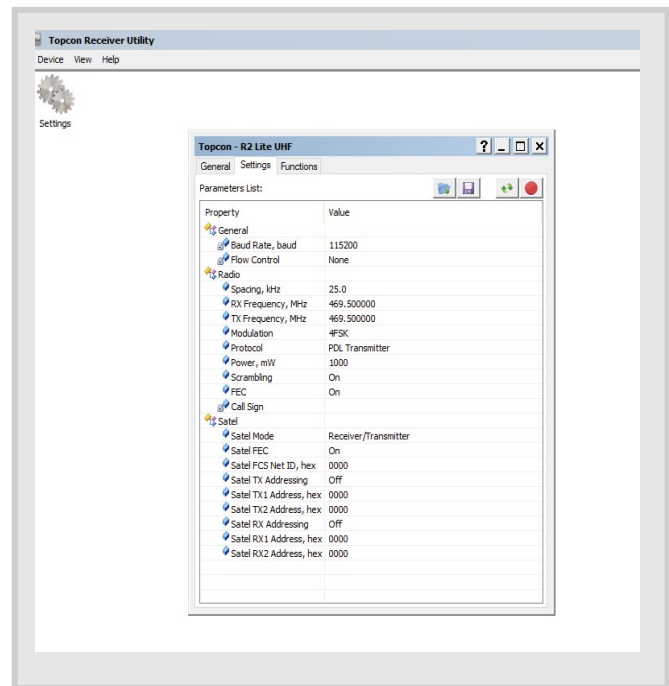 Topcon Receiver Utility
Device View Help
Settings
Topcon - R2 Lite UHF
General Settings Functions
Parameters List:
Property Value
General
Baud Rate, baud 115200
Flow Control None
Radio
Spacing, kHz 25.0
RX Frequency, MHz 469.500000
TX Frequency, MHz 469.500000
Modulation 4FSK
Protocol PDL Transmitter
Power, mW 1000
Scrambling On
FEC On
Call Sign
Satel
Satel Mode Receiver/Transmitter
Satel FEC On
Satel FCS Net ID, hex 0000
Satel TX Addressing Off
Satel TX1 Address, hex 0000
Satel TX2 Address, hex 0000
Satel RX Addressing Off
Satel RX1 Address, hex 0000
Satel RX2 Address, hex 0000